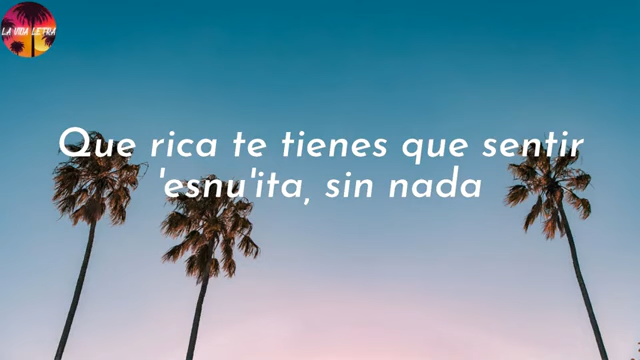 LA VIDA LETRA
Que rica te tienes que sentir
'esnu'ita, sin nada